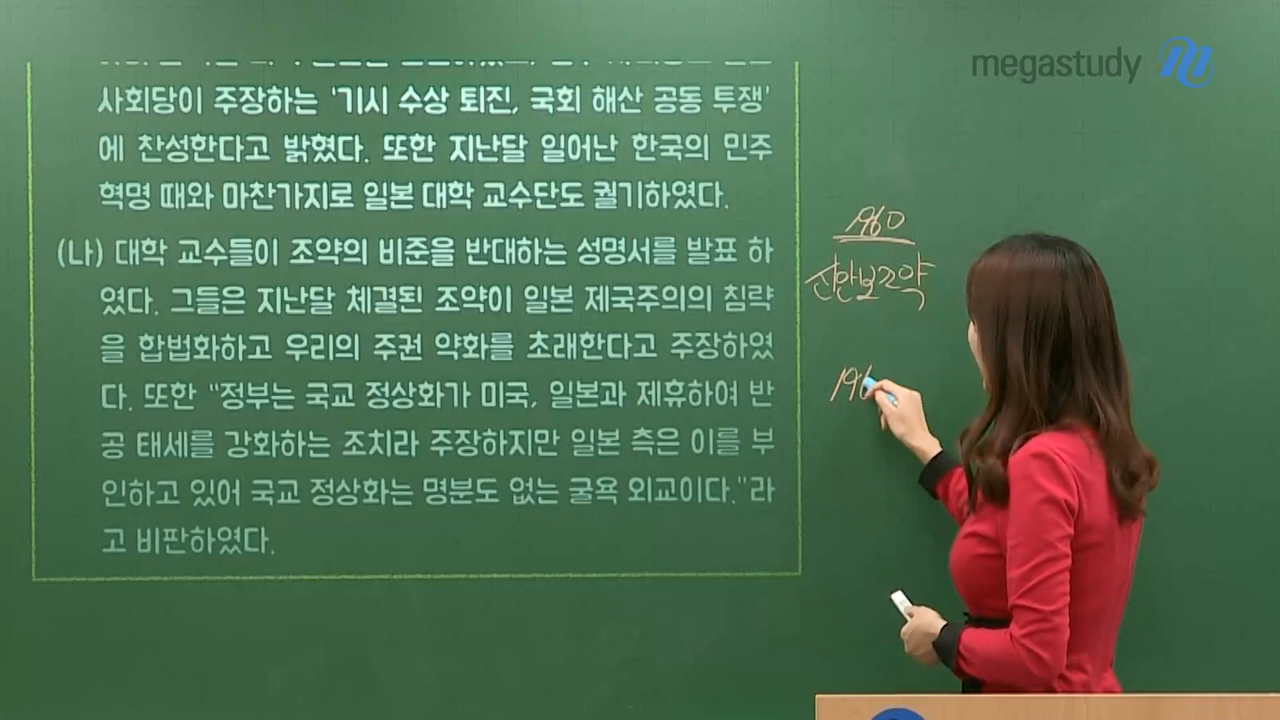 megastudy
사회당이 주장하는 '기시 수상 퇴진, 국회 해산 공동 투쟁'
에 찬성한다고 밝혔다. 또한 지난달 일어난 한국의 민주
혁명 때와 마찬가지로 일본 대학 교수단도 궐기하였다.
(나) 대학 교수들이 조약의 비준을 반대하는 성명서를 발표 하
였다. 그들은 지난달 체결된 조약이 일본 제국주의의 침략
을 합법화하고 우리의 주권 약화를 초래한다고 주장하였
다. 또한 "정부는 국교 정상화가 미국, 일본과 제휴하여 반
공 태세를 강화하는 조치라 주장하지만 일본 측은 이를 부
인하고 있어 국교 정상화는 명분도 없는 굴욕 외교이다."라
고 비판하였다.
1960
신안보조약
196